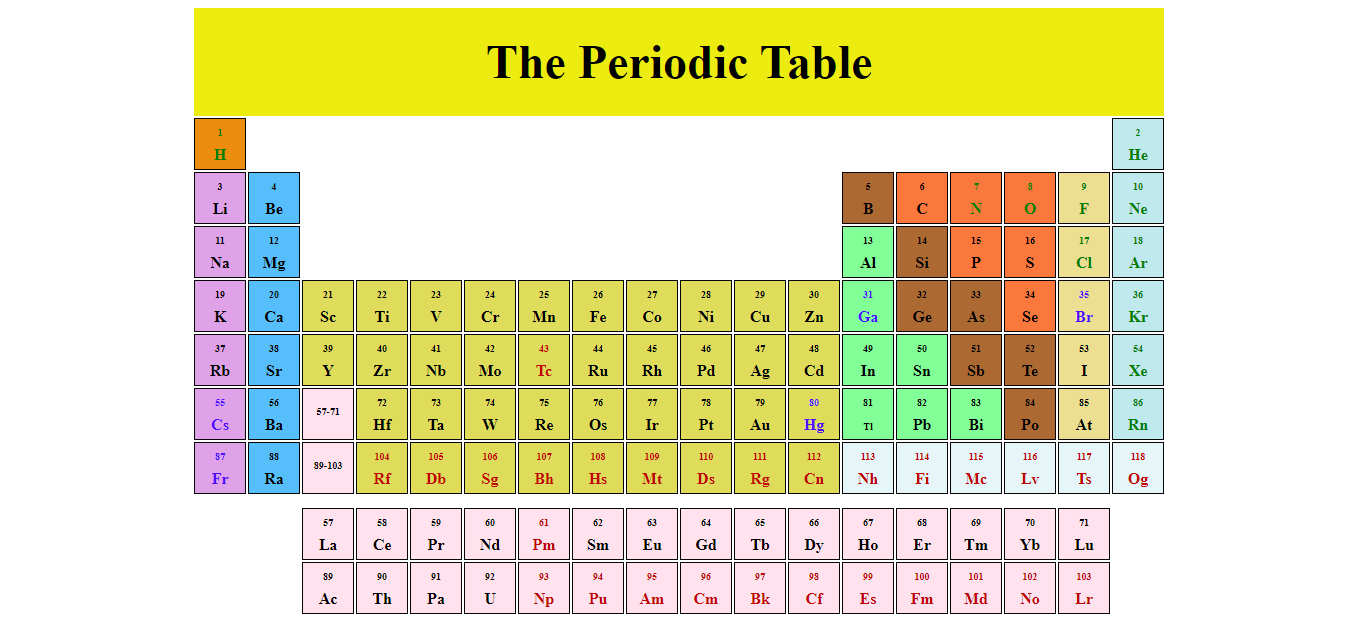 The Periodic Table
1 2
H He
3 4 5 6 7 8 9 10
Li Be B C N O F Ne
11 12 13 14 15 16 17 18
Na Mg Al Si P S Cl Ar
19 20 21 22 23 24 25 26 27 28 29 30 31 32 33 34 35 36
K Ca Sc Ti V Cr Mn Fe Co Ni Cu Zn Ga Ge As Se Br Kr
37 38 39 40 41 42 43 44 45 46 47 48 49 50 51 52 53 54
Rb Sr Y Zr Nb Mo Tc Ru Rh Pd Ag Cd In Sn Sb Te I Xe
55 56 57-71 72 73 74 75 76 77 78 79 80 81 82 83 84 85 86
Cs Ba Hf Ta W Re Os Ir Pt Au Hg Tl Pb Bi Po At Rn
87 88 89-103 104 105 106 107 108 109 110 111 112 113 114 115 116 117 118
Fr Ra Rf Db Sg Bh Hs Mt Ds Rg Cn Nh Fi Mc Lv Ts Og
57 58 59 60 61 62 63 64 65 66 67 68 69 70 71
La Ce Pr Nd Pm Sm Eu Gd Tb Dy Ho Er Tm Yb Lu
89 90 91 92 93 94 95 96 97 98 99 100 101 102 103
Ac Th Pa U Np Pu Am Cm Bk Cf Es Fm Md No Lr